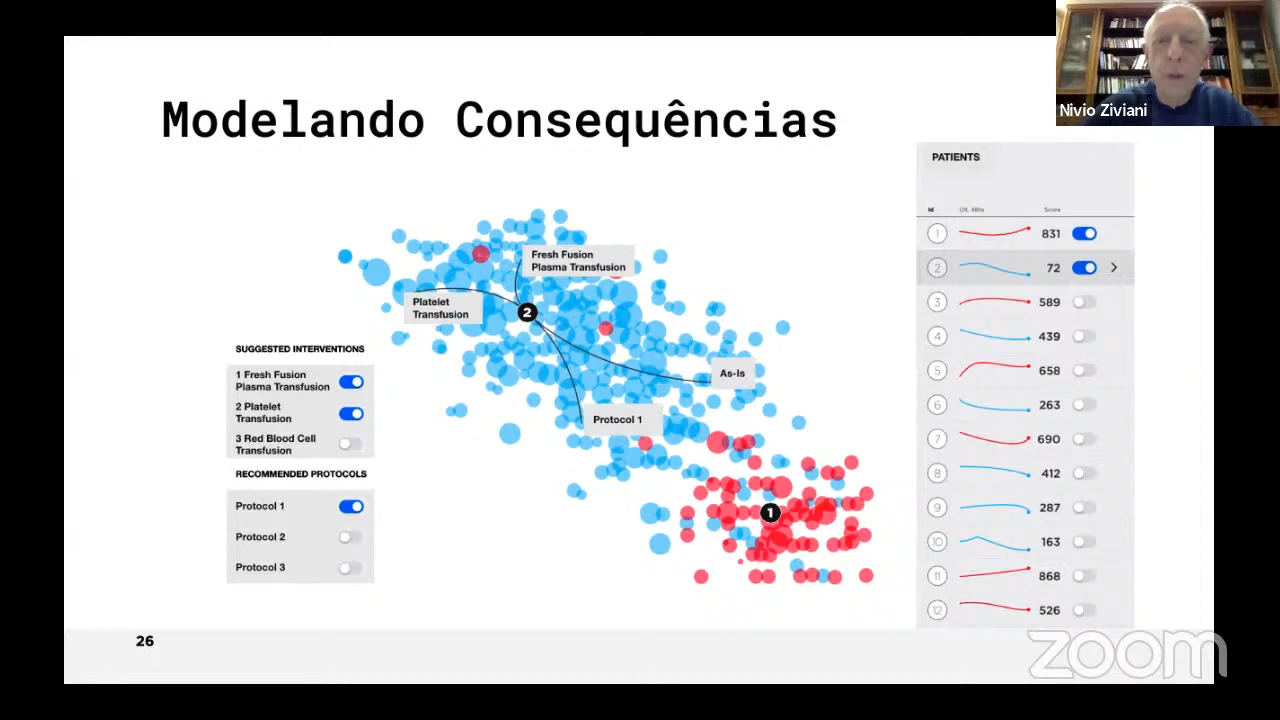 Modelando Consequências
Nivio Ziviani
Fresh Fusion
Plasma Transfusion
Platelet
Transfusion
2
As-Is
Protocol 1
1
SUGGESTED INTERVENTIONS
1 Fresh Fusion
Plasma Transfusion
2 Platelet
Transfusion
3 Red Blood Cell
Transfusion
RECOMMENDED PROTOCOLS
Protocol 1
Protocol 2
Protocol 3
PATIENTS
Id Últ. 48hs Score
1 831
2 72
3 589
4 439
5 658
6 263
7 690
8 412
9 287
10 163
11 868
12 526
26
zoom